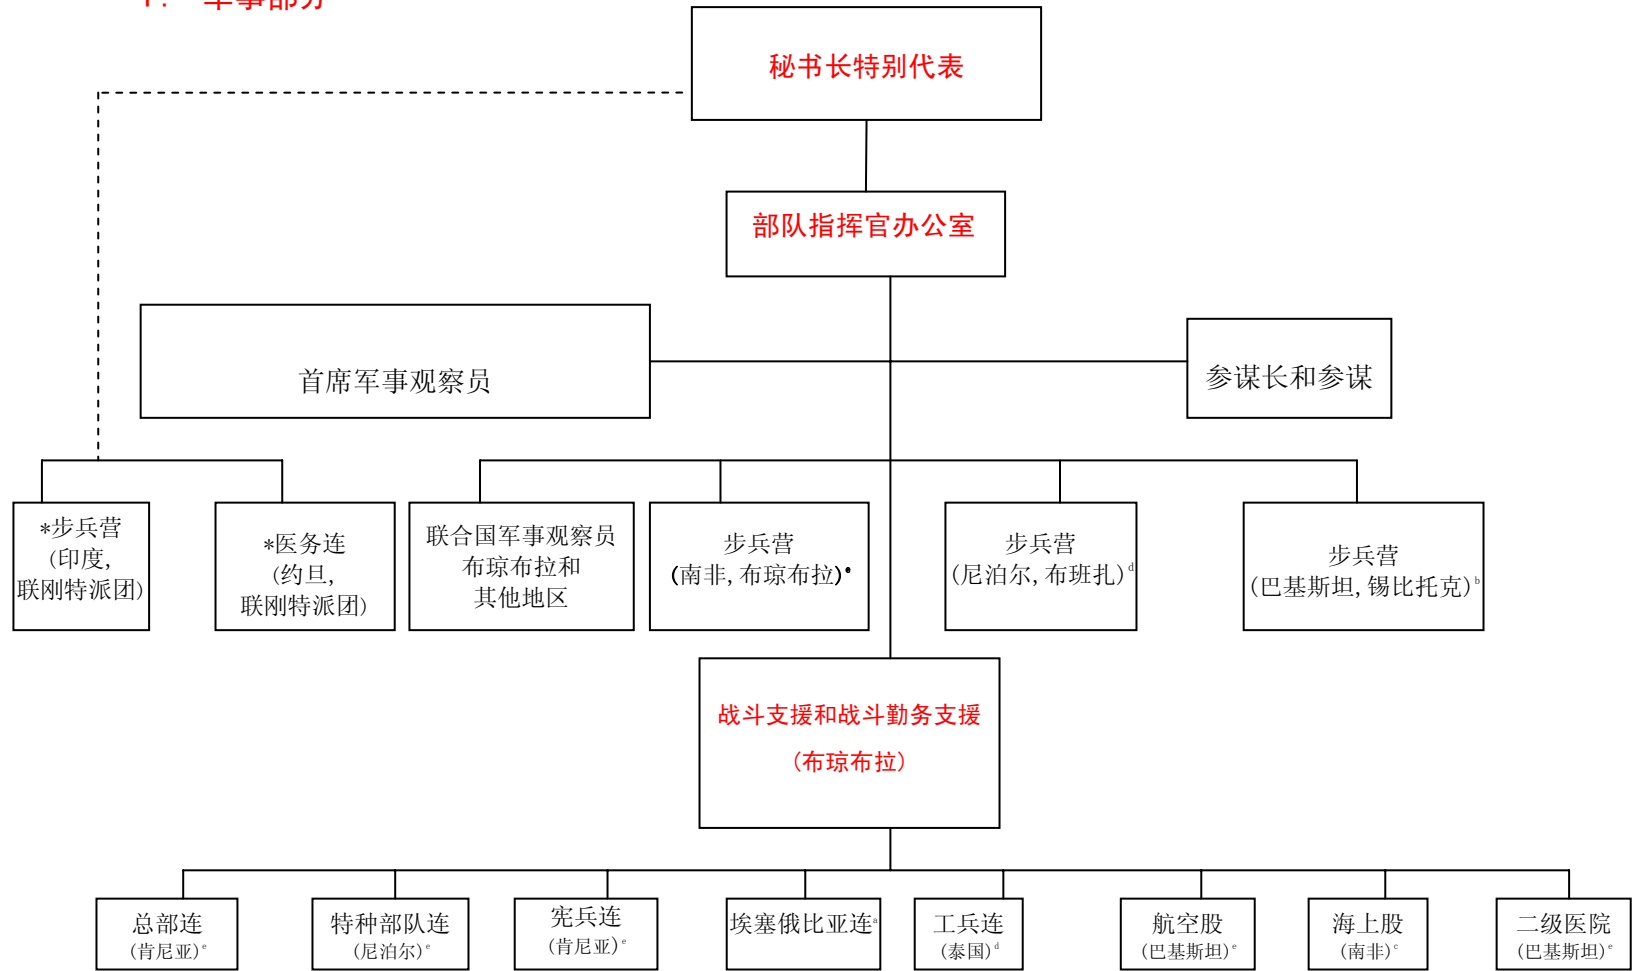 1. 军事部分
秘书长特别代表
部队指挥官办公室
首席军事观察员
参谋长和参谋
*步兵营
(印度,
联刚特派团)
*医务连
(约旦,
联刚特派团)
联合国军事观察员
布琼布拉和
其他地区
步兵营
(南非,布琼布拉)ᵉ
步兵营
(尼泊尔,布班扎)ᵈ
步兵营
(巴基斯坦,锡比托克)ᵇ
战斗支援和战斗勤务支援
(布琼布拉)
总部连
(肯尼亚)ᵉ
特种部队连
(尼泊尔)ᵉ
宪兵连
(肯尼亚)ᵉ
埃塞俄比亚连ᵃ
工兵连
(泰国)ᵈ
航空股
(巴基斯坦)ᵉ
海上股
(南非)ᶜ
二级医院
(巴基斯坦)ᵉ